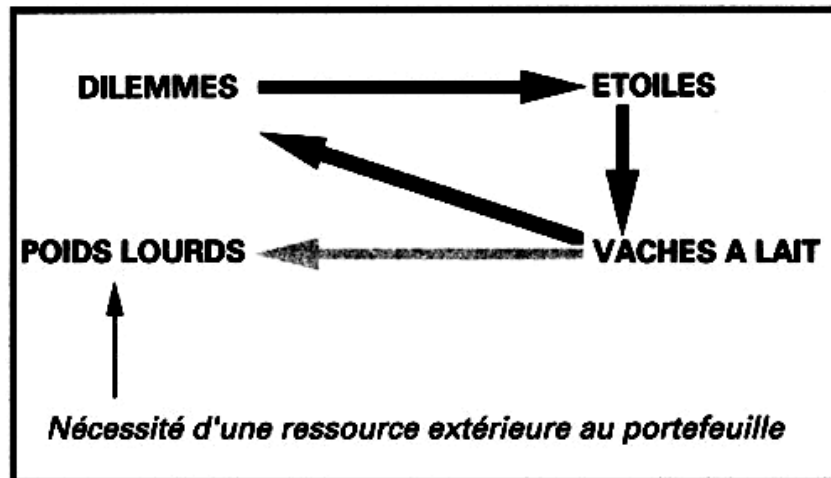 DILEMMES
ETOILES
POIDS LOURDS
VACHES A LAIT
Nécessité d'une ressource extérieure au portefeuille